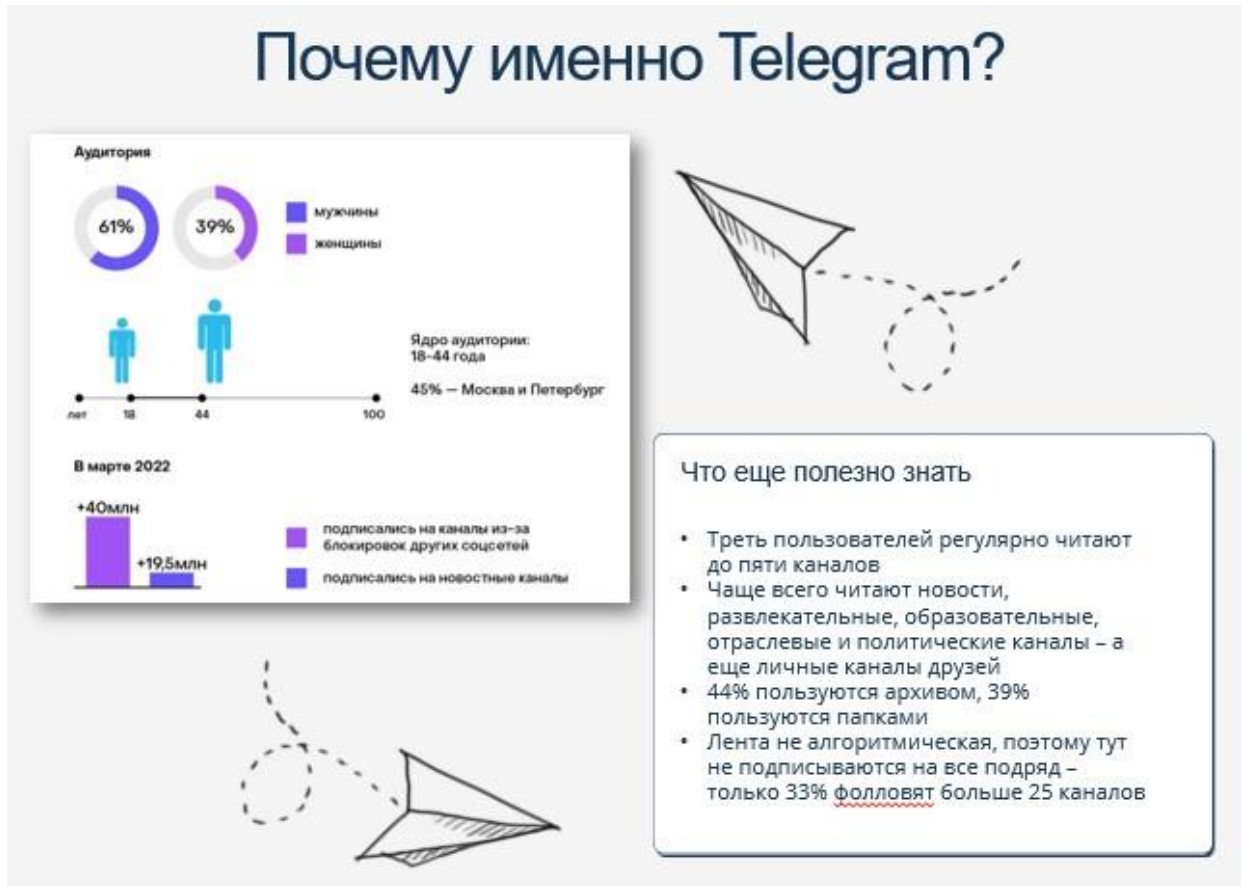 Почему именно Telegram?
Аудитория
61%
39%
мужчины
женщины
Ядро аудитории:
18-44 года
45% — Москва и Петербург
лет
18
44
100
В марте 2022
+40млн
+19,5млн
подписались на каналы из-за
блокировок других соцсетей
подписались на новостные каналы
Что еще полезно знать
• Треть пользователей регулярно читают
до пяти каналов
• Чаще всего читают новости,
развлекательные, образовательные,
отраслевые и политические каналы – а
еще личные каналы друзей
• 44% пользуются архивом, 39%
пользуются папками
• Лента не алгоритмическая, поэтому тут
не подписываются на все подряд –
только 33% фолловят больше 25 каналов